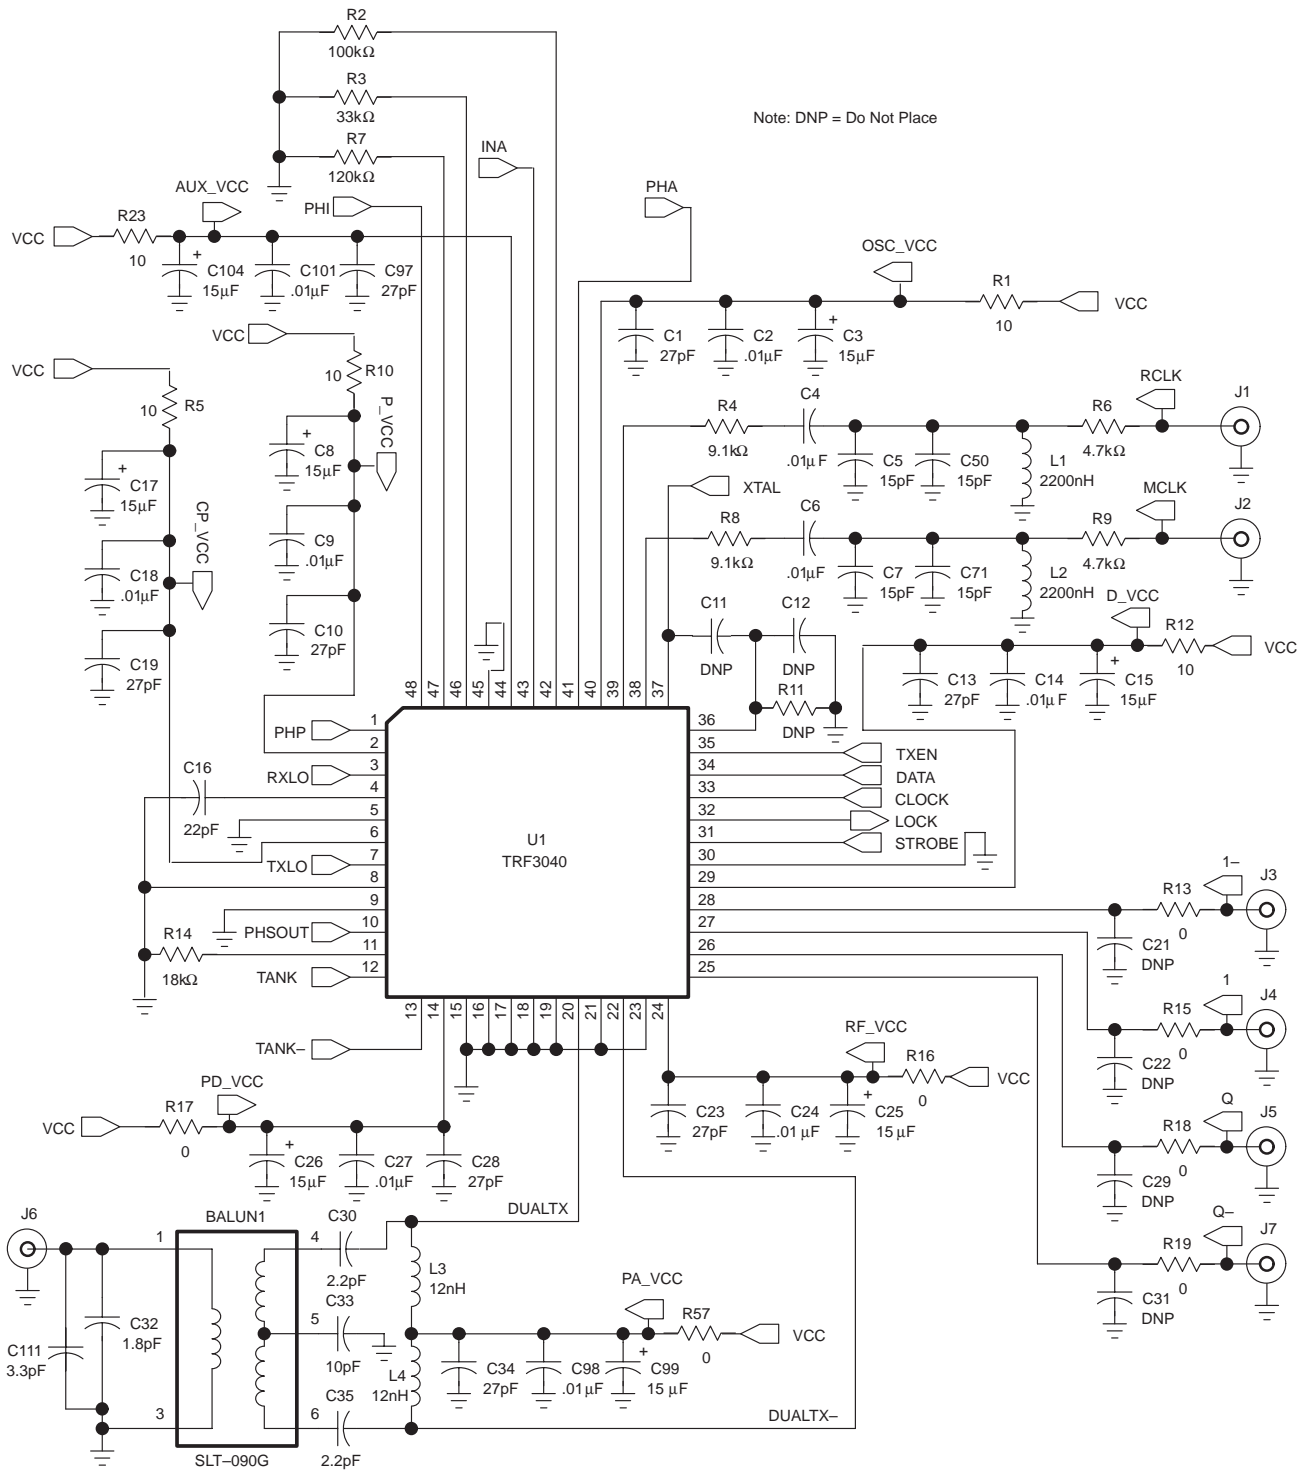 R2
100kΩ
R3
33kΩ
Note: DNP = Do Not Place
R7
120kΩ
INA
AUX_VCC
PHI
PHA
R23
VCC
10
+
C104
15µF
C101
.01µF
C97
27pF
OSC_VCC
R1
VCC
10
C1
27pF
C2
.01µF
+
C3
15µF
VCC
R10
10
VCC
R5
10
P_VCC
+
C8
15µF
+
C17
15µF
CP_VCC
C9
.01µF
C18
.01µF
C10
27pF
C19
27pF
R4
9.1kΩ
C4
.01µF
C5
15pF
C50
15pF
L1
2200nH
R6
4.7kΩ
RCLK
J1
XTAL
R8
9.1kΩ
C6
.01µF
C7
15pF
C71
15pF
L2
2200nH
R9
4.7kΩ
MCLK
J2
C11
DNP
C12
DNP
R11
DNP
D_VCC
R12
10
VCC
C13
27pF
C14
.01µF
+
C15
15µF
48
47
46
45
44
43
42
41
40
39
38
37
PHP
1
2
RXLO
3
C16
22pF
4
5
6
TXLO
7
8
9
PHSOUT
10
R14
18kΩ
11
TANK
12
U1
TRF3040
36
35
TXEN
34
DATA
33
CLOCK
32
LOCK
31
STROBE
30
29
28
27
26
25
13
14
15
16
17
18
19
20
21
22
23
24
TANK–
1–
R13
0
J3
C21
DNP
1
R15
0
J4
C22
DNP
Q
R18
0
J5
C29
DNP
Q–
R19
0
J7
C31
DNP
RF_VCC
R16
0
VCC
C23
27pF
C24
.01µF
+
C25
15µF
PD_VCC
R17
VCC
0
+
C26
15µF
C27
.01µF
C28
27pF
DUALTX
J6
BALUN1
1
4
C30
2.2pF
L3
12nH
C33
5
10pF
C32
1.8pF
C111
3.3pF
L4
12nH
3
6
C35
2.2pF
SLT–090G
PA_VCC
R57
0
VCC
C34
27pF
C98
.01µF
+
C99
15µF
DUALTX–